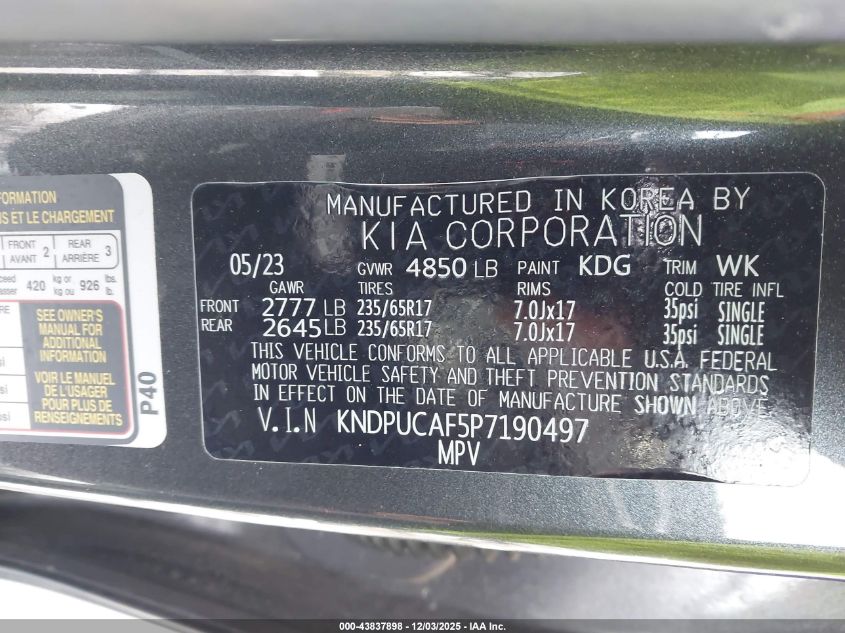 FORMATION
NS ET LE CHARGEMENT
FRONT AVANT 2 REAR ARRIÈRE 3
420 kg or kg ou 926 lbs. lb.
SEE OWNER'S
MANUAL FOR
ADDITIONAL
INFORMATION
VOIR LE MANUEL
DE L'USAGER
POUR PLUS DE
RENSEIGNEMENTS
P40
MANUFACTURED IN KOREA BY
KIA CORPORATION
05/23 GVWR 4850 LB PAINT KDG TRIM WK
GAWR TIRES RIMS COLD TIRE INFL
FRONT 2777 LB 235/65R17 7.0Jx17 35psi SINGLE
REAR 2645 LB 235/65R17 7.0Jx17 35psi SINGLE
THIS VEHICLE CONFORMS TO ALL APPLICABLE U.S.A. FEDERAL
MOTOR VEHICLE SAFETY AND THEFT PREVENTION STANDARDS
IN EFFECT ON THE DATE OF MANUFACTURE SHOWN ABOVE.
V.I.N KNDPUCAF5P7190497
MPV
000-43837898 - 12/03/2025 - IAA Inc.